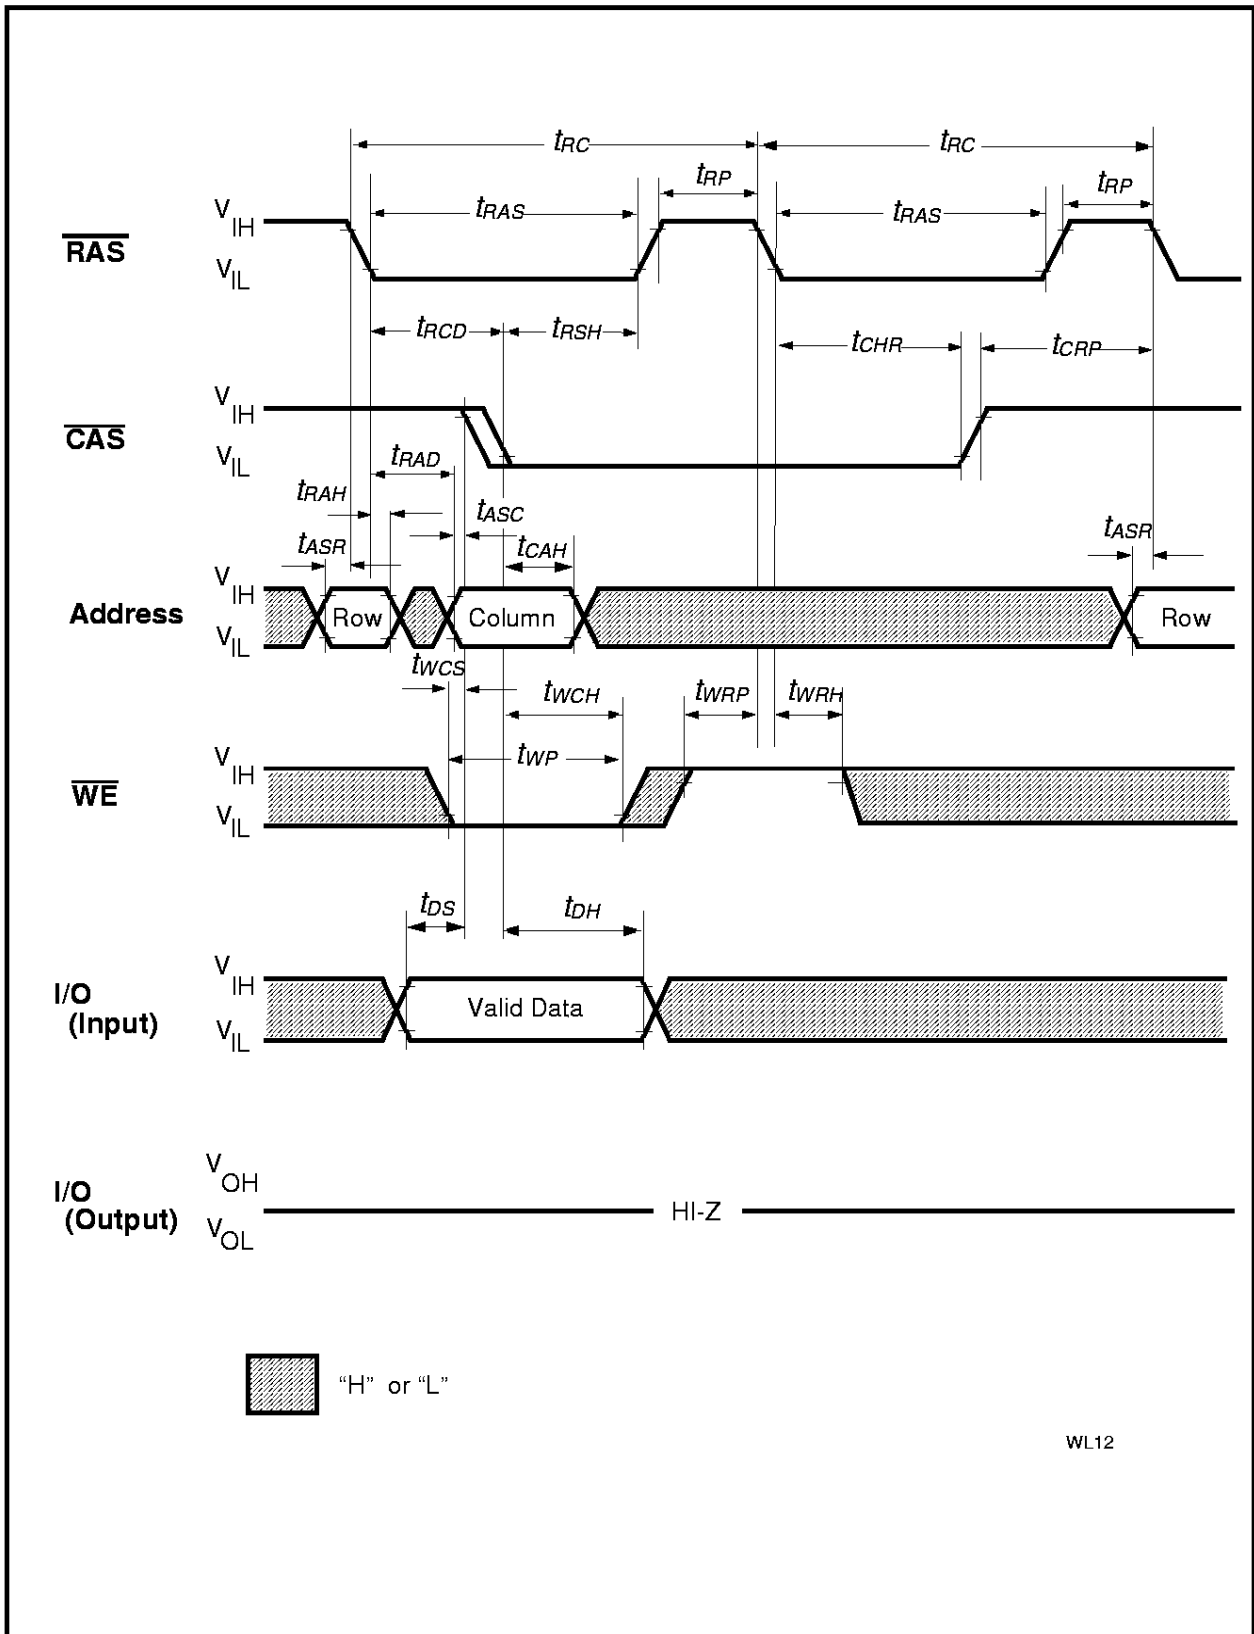 tRC tRC
tRP tRP
tRAS tRAS
VIH
RAS
VIL
tRCD tRSH tCHR tCRP
VIH
CAS
VIL
tRAD
tRAH tASC
tASR tCAH tASR
VIH
Address Row Column Row
VIL
tWCS tWCH tWRP tWRH
tWP
VIH
WE
VIL
tDS tDH
VIH
I/O
(Input) Valid Data
VIL
VOH
I/O
(Output) HI-Z
VOL
“H” or “L”
WL12